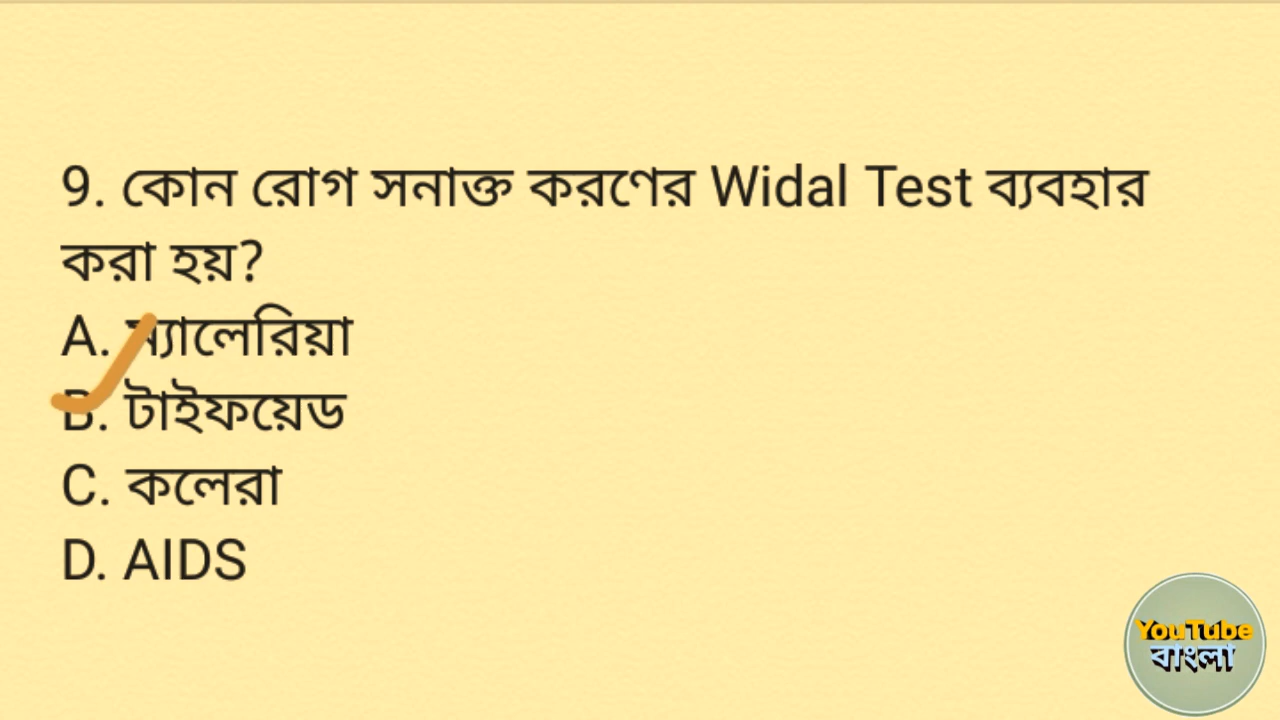 9. কোন রোগ সনাক্ত করণের Widal Test ব্যবহার
করা হয়?
A. ম্যালেরিয়া
B. টাইফয়েড
C. কলেরা
D. AIDS
YouTube
বাংলা